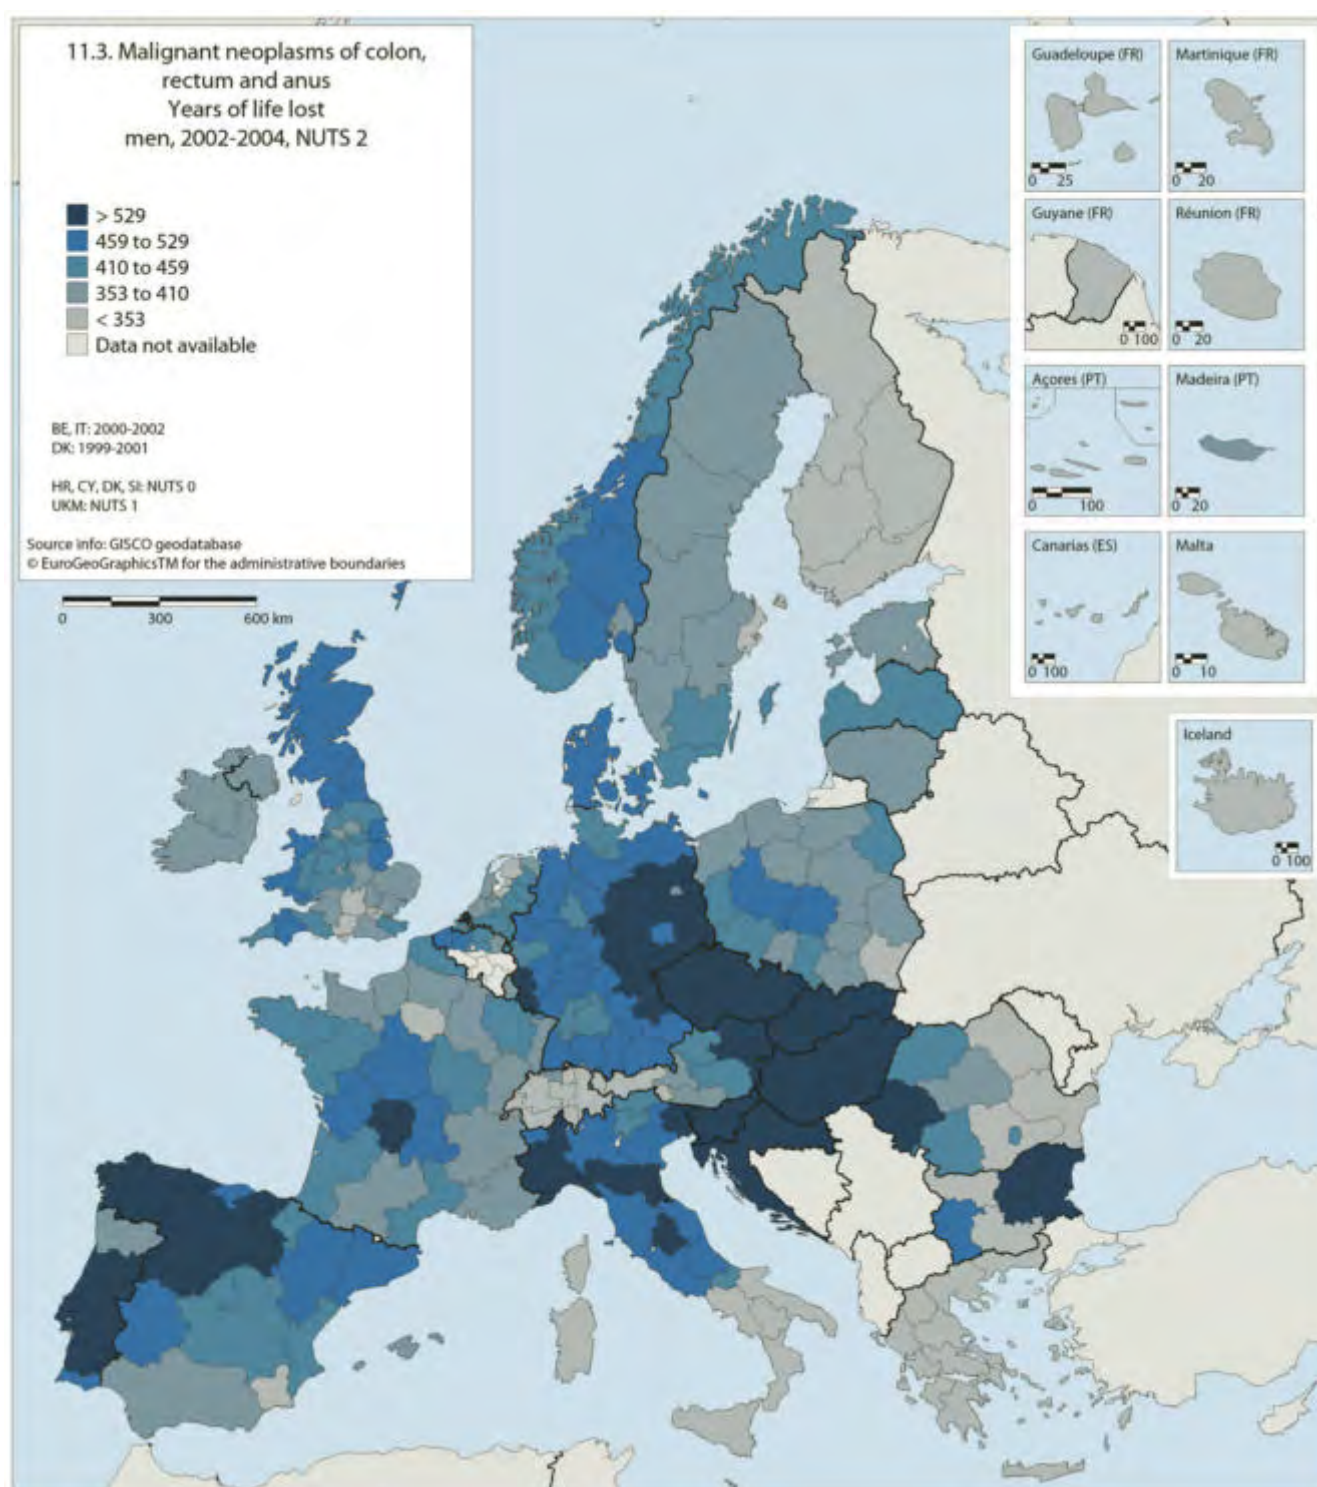 11.3. Malignant neoplasms of colon,
rectum and anus
Years of life lost
men, 2002-2004, NUTS 2
> 529
459 to 529
410 to 459
353 to 410
< 353
Data not available
BE, IT: 2000-2002
DK: 1999-2001
HR, CY, DK, SI: NUTS 0
UKM: NUTS 1
Source info: GISCO geodatabase
© EuroGeoGraphicsTM for the administrative boundaries
0 300 600 km
Guadeloupe (FR)
0 25
Martinique (FR)
0 20
Guyane (FR)
0 100
Réunion (FR)
0 20
Açores (PT)
0 100
Madeira (PT)
0 20
Canarias (ES)
0 100
Malta
0 10
Iceland
0 100